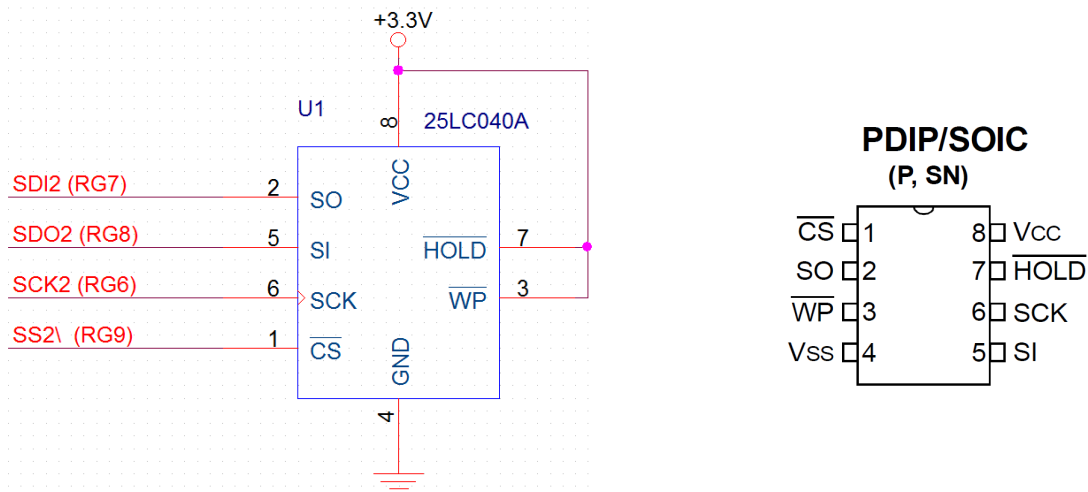 +3.3V
U1
25LC040A
8
VCC
SDI2 (RG7)
2
SO
SDO2 (RG8)
5
SI
HOLD
7
SCK2 (RG6)
6
SCK
WP
3
SS2\ (RG9)
1
CS
GND
4
PDIP/SOIC
(P, SN)
CS 1 8 VCC
SO 2 7 HOLD
WP 3 6 SCK
VSS 4 5 SI